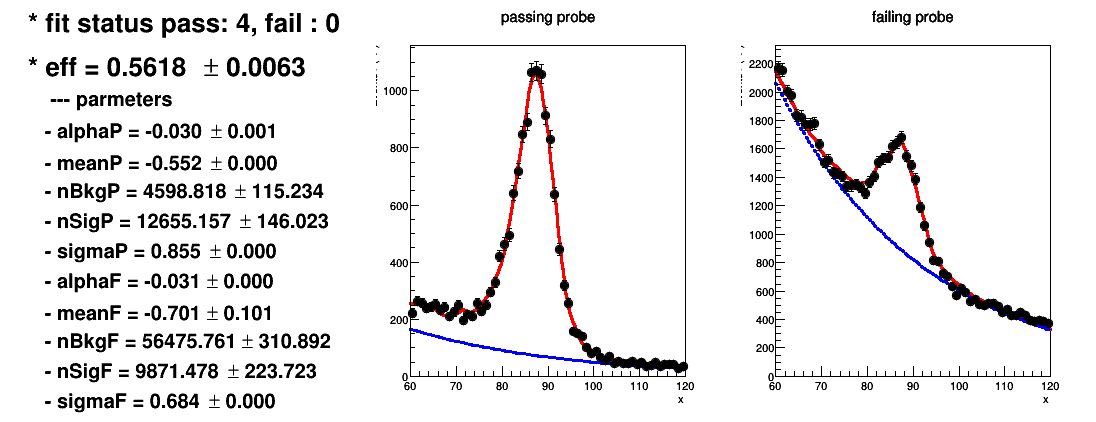 * fit status pass: 4, fail : 0
* eff = 0.5618 ± 0.0063
--- parmeters
- alphaP = -0.030 ± 0.001
- meanP = -0.552 ± 0.000
- nBkgP = 4598.818 ± 115.234
- nSigP = 12655.157 ± 146.023
- sigmaP = 0.855 ± 0.000
- alphaF = -0.031 ± 0.000
- meanF = -0.701 ± 0.101
- nBkgF = 56475.761 ± 310.892
- nSigF = 9871.478 ± 223.723
- sigmaF = 0.684 ± 0.000
passing probe
1000
800
600
400
200
0
60 70 80 90 100 110 120
x
failing probe
2200
2000
1800
1600
1400
1200
1000
800
600
400
200
0
60 70 80 90 100 110 120
x